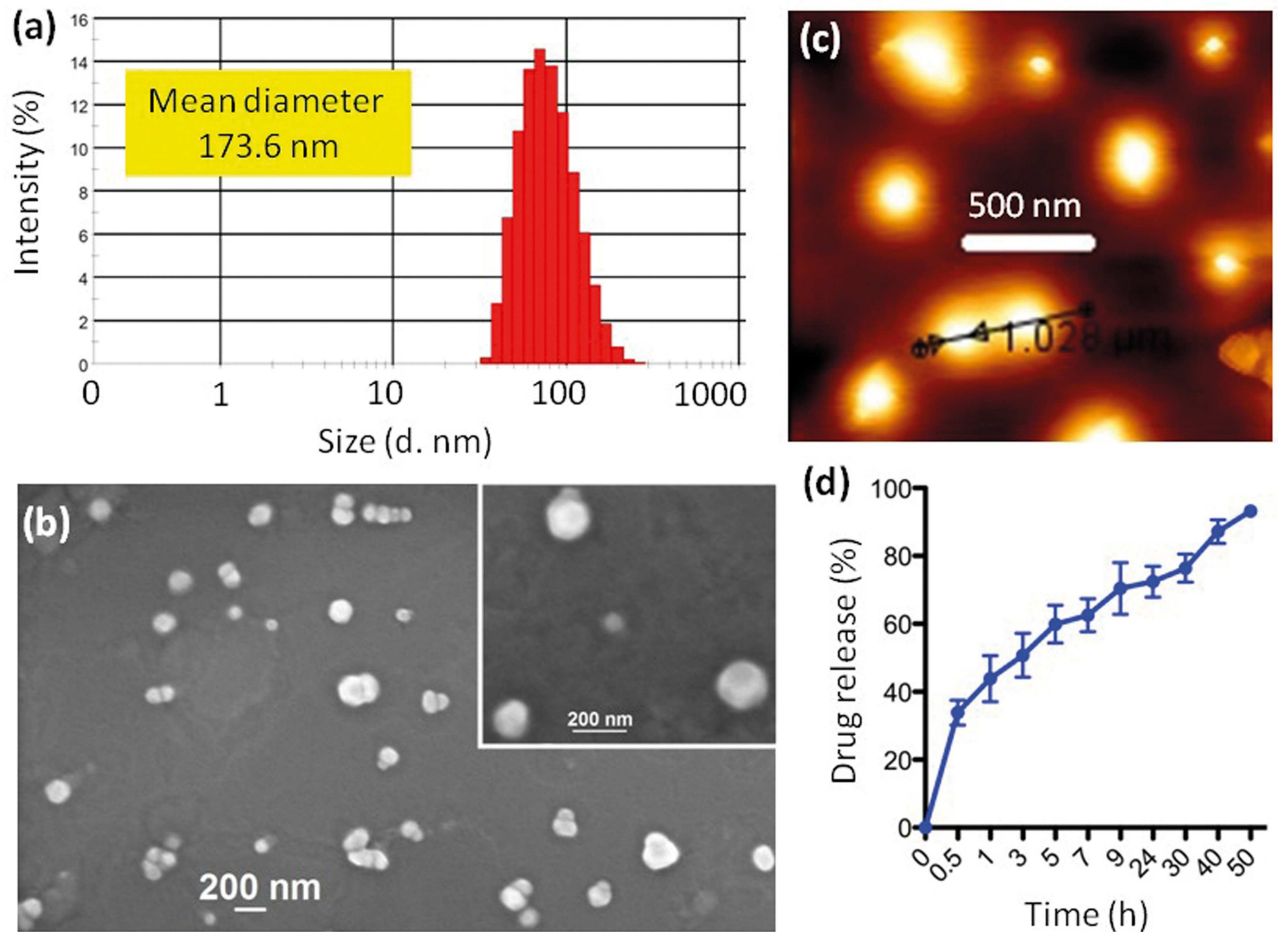 (a)
16
14
12
10
8
6
4
2
0
Intensity (%)
Mean diameter
173.6 nm
0 1 10 100 1000
Size (d. nm)
(b)
200 nm
200 nm
(c)
500 nm
1.028 µm
(d)
100
80
60
40
20
0
Drug release (%)
0 0.5 1 3 5 7 9 24 30 40 50
Time (h)